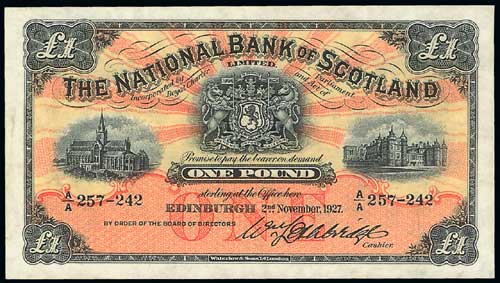 £1 £1
THE NATIONAL BANK OF SCOTLAND
LIMITED
Incorporated by Royal Charter and Act of Parliament
Promise to pay the bearer on demand
ONE POUND
sterling at the Office here
A/A 257-242 A/A 257-242
EDINBURGH 2nd November, 1927.
BY ORDER OF THE BOARD OF DIRECTORS
Cashier.
£1 £1
Waterlow & Sons Ld London